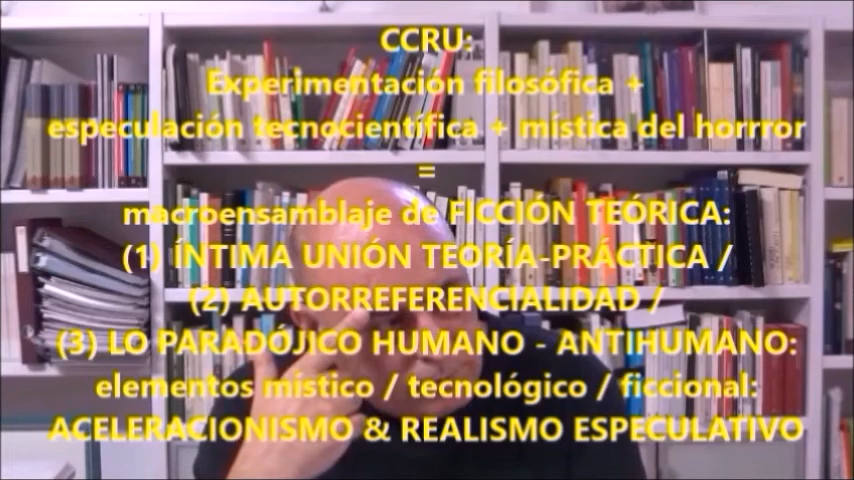 CCRU:
Experimentación filosófica +
especulación tecnocientífica + mística del horrror
=
macroensamblaje de FICCIÓN TEÓRICA:
(1) ÍNTIMA UNIÓN TEORÍA-PRÁCTICA /
(2) AUTORREFERENCIALIDAD /
(3) LO PARADÓJICO HUMANO - ANTIHUMANO:
elementos místico / tecnológico / ficcional:
ACELERACIONISMO & REALISMO ESPECULATIVO